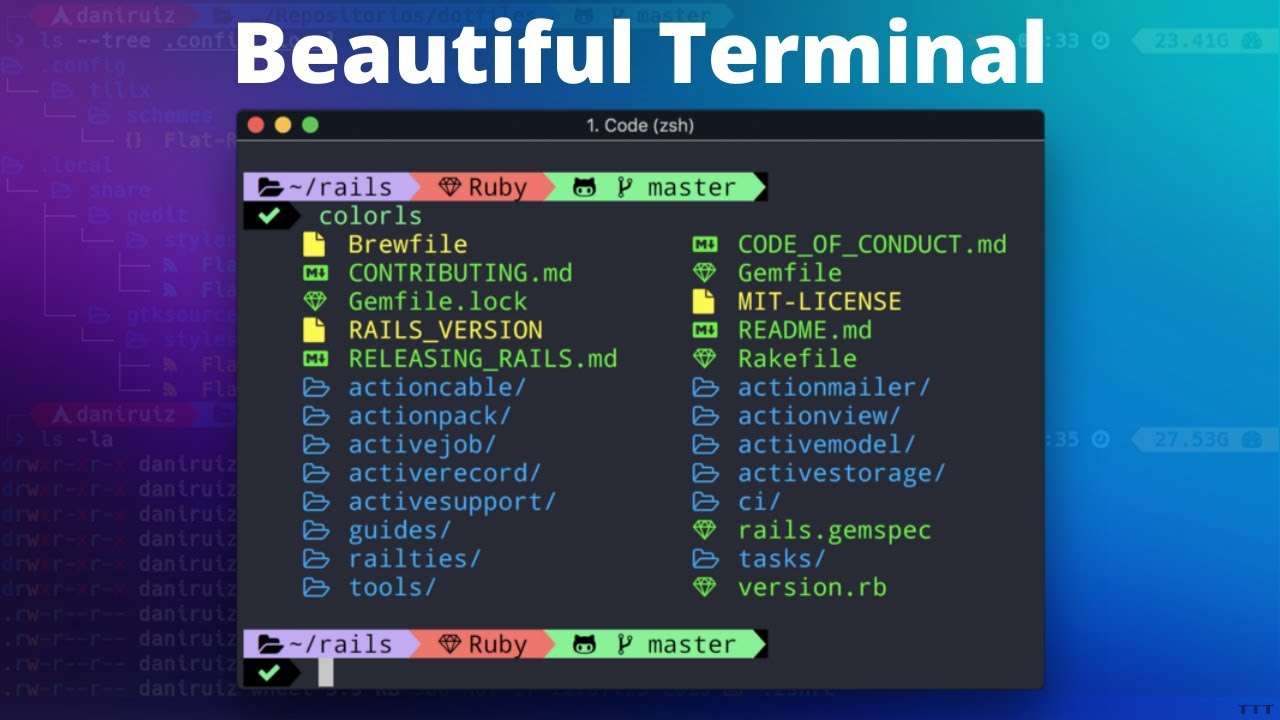 Beautiful Terminal
daniruiz ~/Repositorios/dotfiles master
ls --tree .confi :33 23.41G
.config
tilix
schemes
{} Flat-R
.local
share
gedit
styles
Fla
Fla
gtksource
styles
Fla
Fla
daniruiz
ls -la :35 27.53G
drwxr-xr-x daniruiz
drwxr-xr-x daniruiz
drwxr-xr-x daniruiz
drwxr-xr-x daniruiz
drwxr-xr-x daniruiz
drwxr-xr-x daniruiz
.rw-r--r-- daniruiz
.rw-r--r-- daniruiz
.rw-r--r-- daniruiz
.rw-r--r-- daniruiz
1. Code (zsh)
~/rails Ruby master
colorls
Brewfile CODE_OF_CONDUCT.md
CONTRIBUTING.md Gemfile
Gemfile.lock MIT-LICENSE
RAILS_VERSION README.md
RELEASING_RAILS.md Rakefile
actioncable/ actionmailer/
actionpack/ actionview/
activejob/ activemodel/
activerecord/ activestorage/
activesupport/ ci/
guides/ rails.gemspec
railties/ tasks/
tools/ version.rb
~/rails Ruby master
TTT